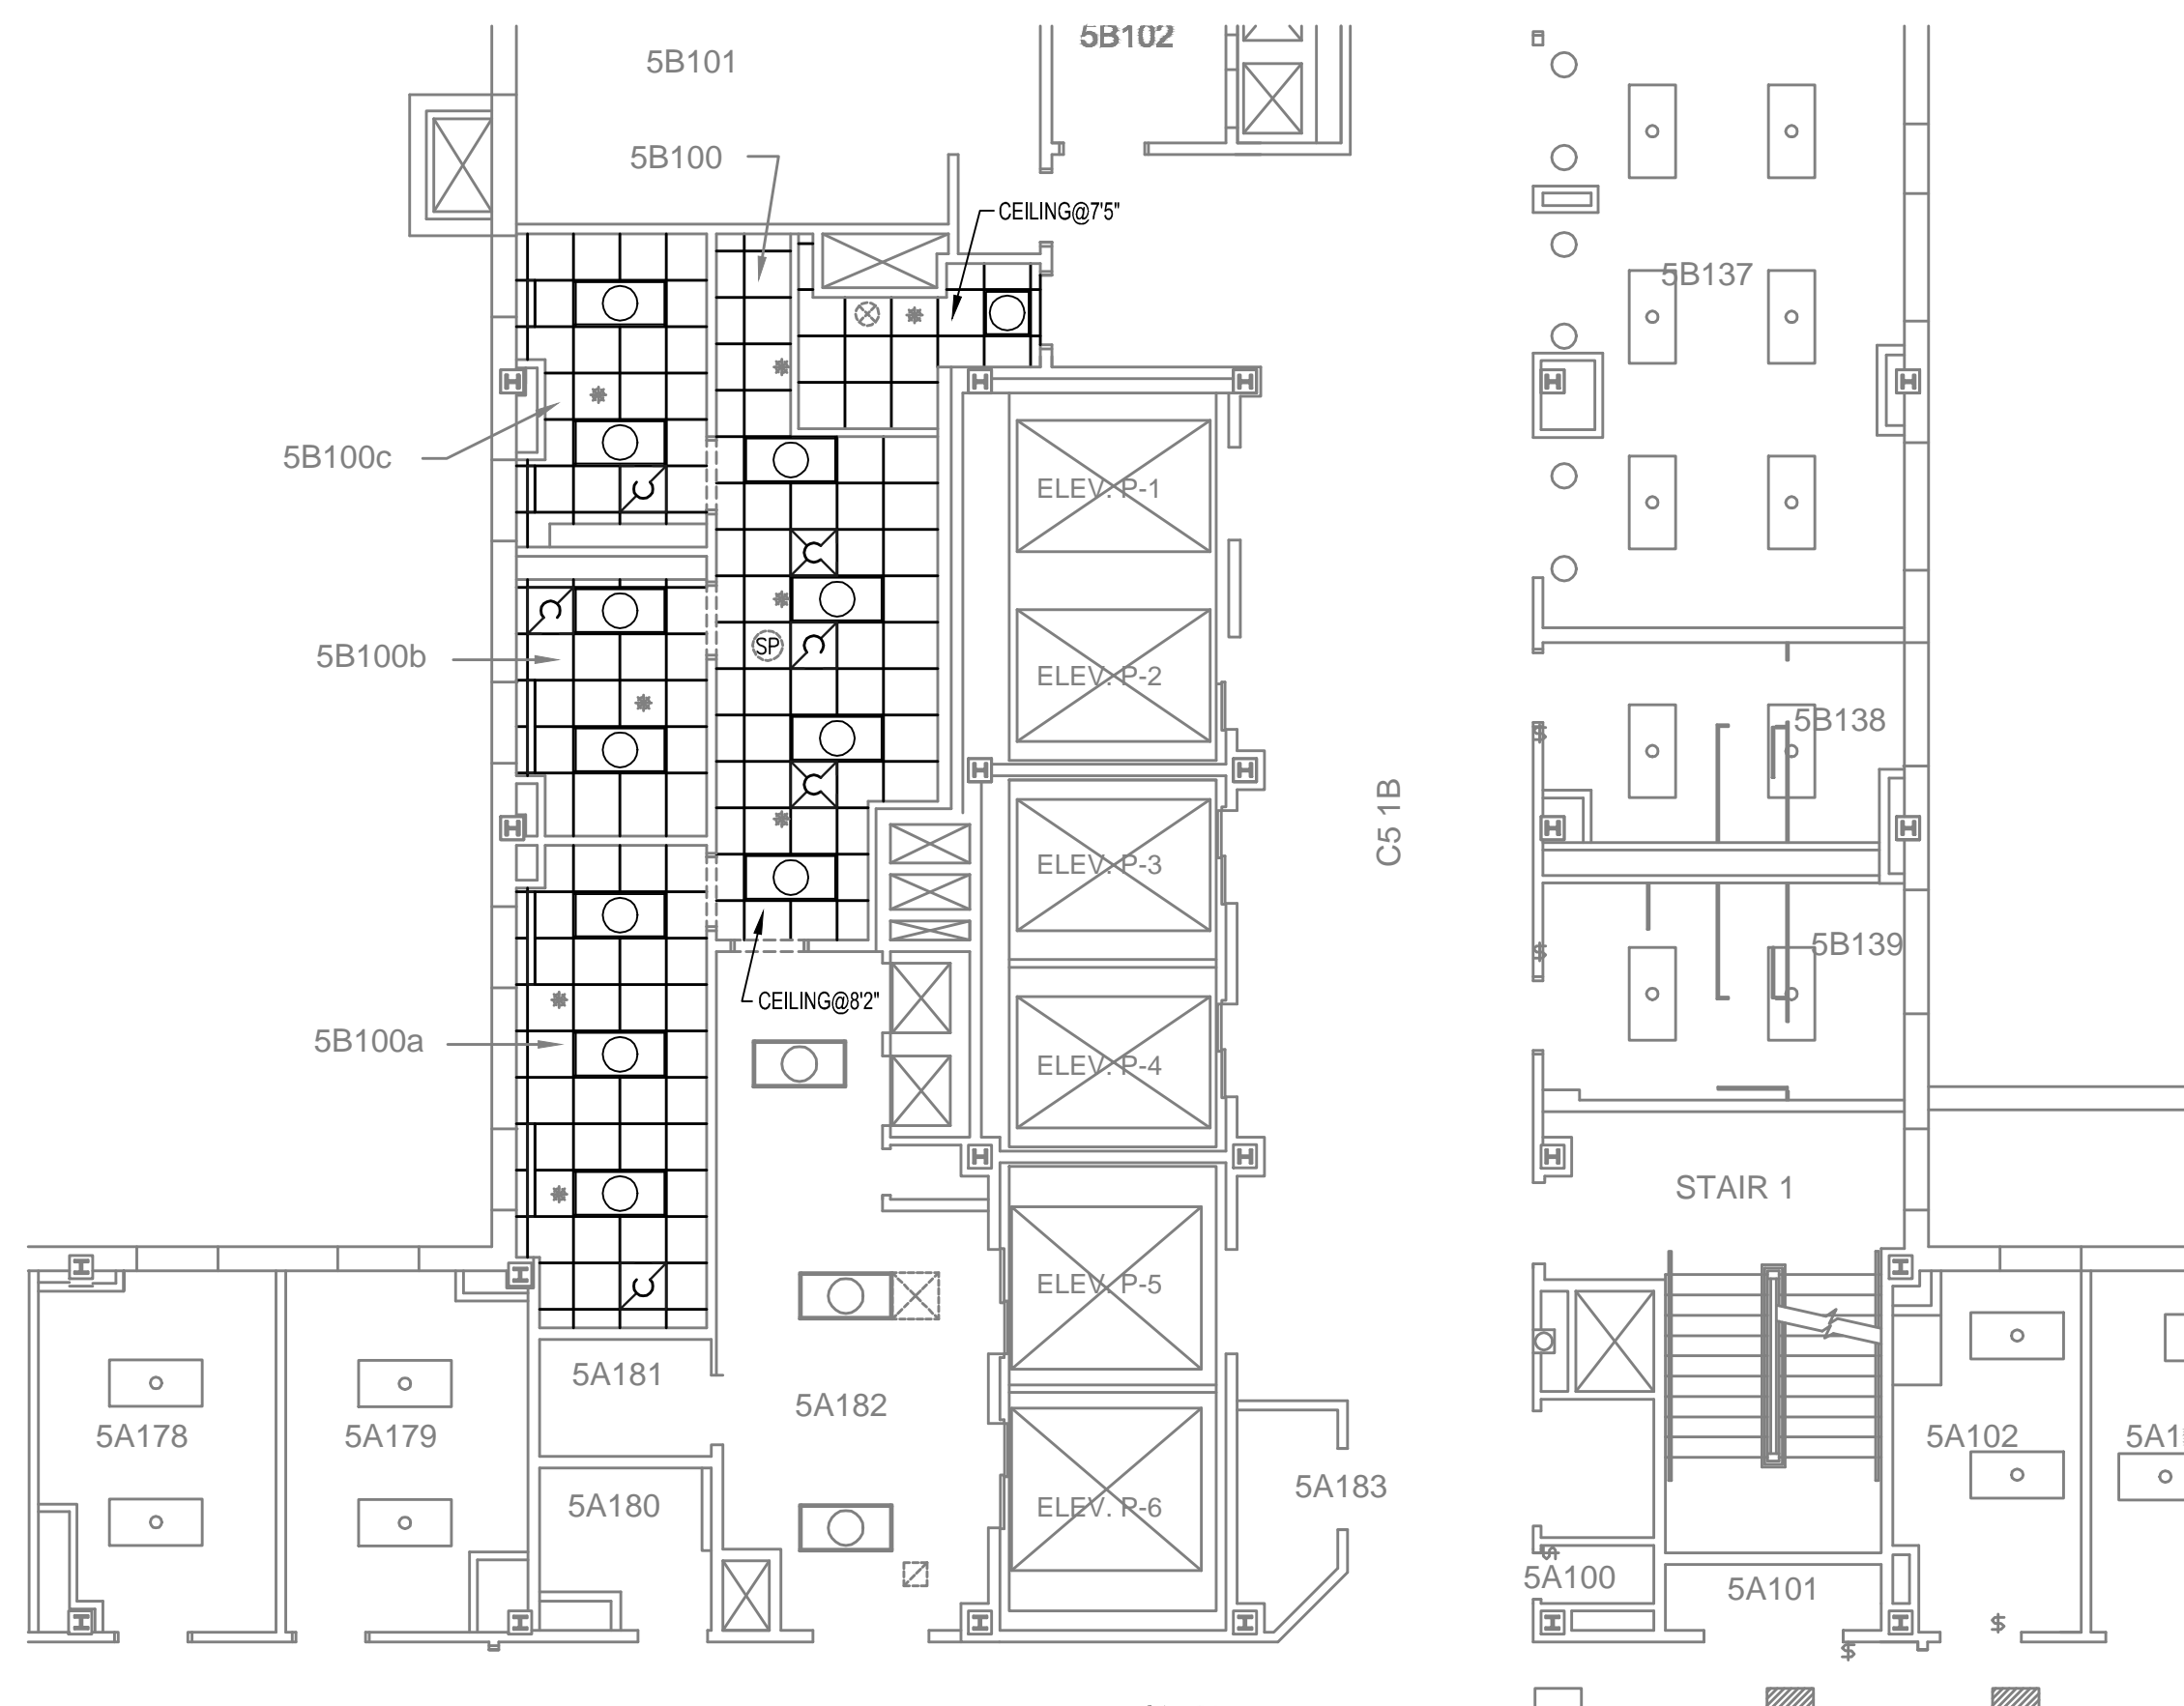 5B102
5B101
5B100
CEILING@7'5"
5B137
5B100c
ELEV. P-1
SP
5B100b
ELEV. P-2
5B138
$
C5 1B
ELEV. P-3
5B139
$
CEILING@8'2"
5B100a
ELEV. P-4
STAIR 1
ELEV. P-5
5A181
5A182
5A178
5A179
5A102
5A1
5A183
5A180
ELEV. P-6
$
5A100
5A101
$
$